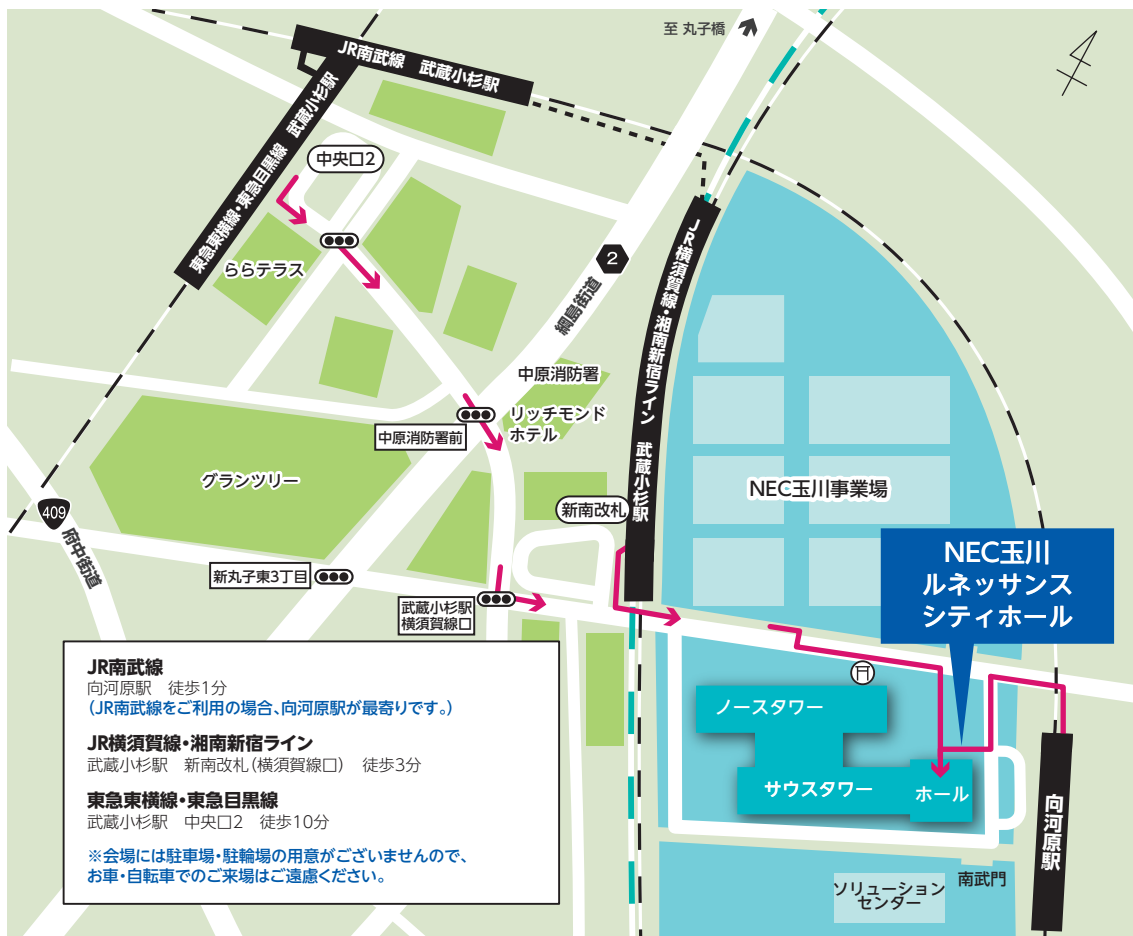 至 丸子橋
JR南武線 武蔵小杉駅
東急東横線・東急目黒線 武蔵小杉駅
中央口2
ららテラス
2
綱島街道
JR横須賀線・湘南新宿ライン 武蔵小杉駅
中原消防署
リッチモンド
ホテル
中原消防署前
グランツリー
409
府中街道
新南改札
NEC玉川事業場
NEC玉川
ルネッサンス
シティホール
新丸子東3丁目
武蔵小杉駅
横須賀線口
ノースタワー
サウスタワー
ホール
向河原駅
南武門
ソリューション
センター
JR南武線
向河原駅 徒歩1分
(JR南武線をご利用の場合、向河原駅が最寄りです。)
JR横須賀線・湘南新宿ライン
武蔵小杉駅 新南改札(横須賀線口) 徒歩3分
東急東横線・東急目黒線
武蔵小杉駅 中央口2 徒歩10分
※会場には駐車場・駐輪場の用意がございませんので、
お車・自転車でのご来場はご遠慮ください。